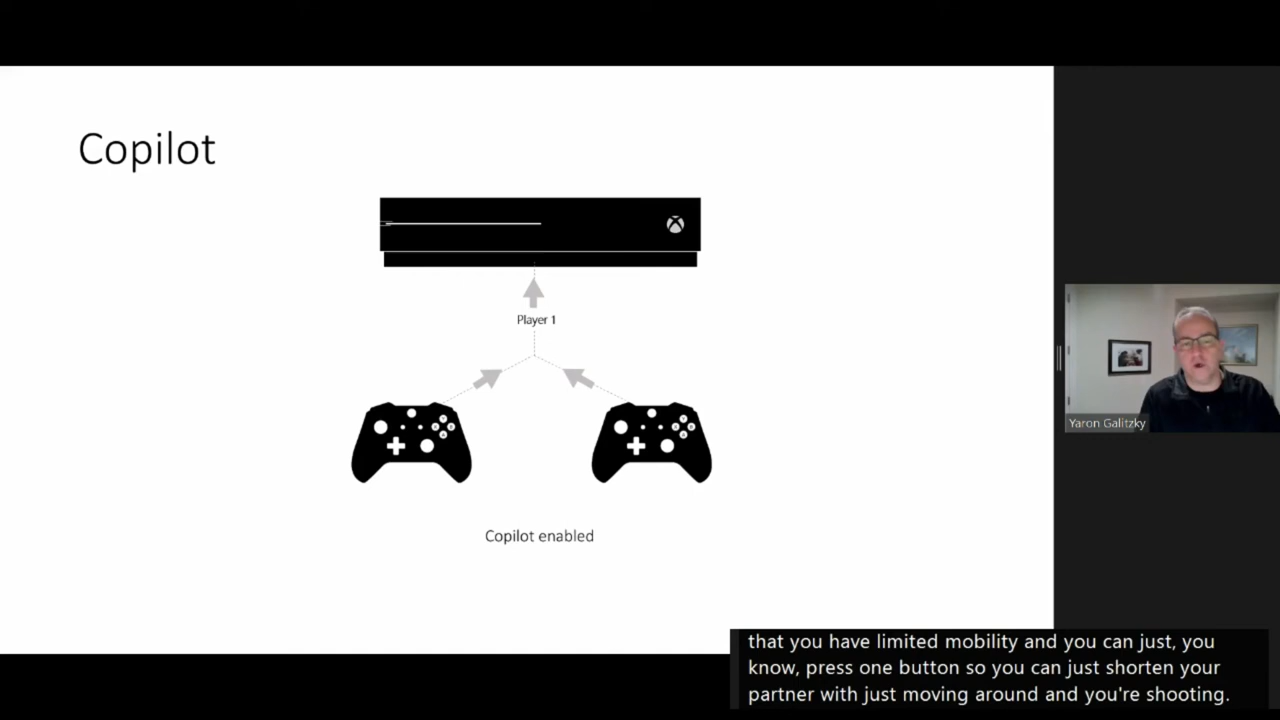 Copilot
Player 1
Copilot enabled
Yaron Galitzky
that you have limited mobility and you can just, you
know, press one button so you can just shorten your
partner with just moving around and you're shooting.